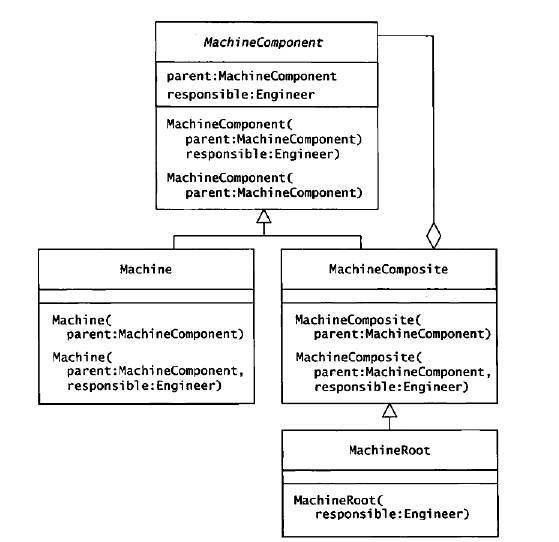 MachineComponent
parent:MachineComponent
responsible:Engineer
MachineComponent(
parent:MachineComponent)
responsible:Engineer)
MachineComponent(
parent:MachineComponent)
Machine
Machine(
parent:MachineComponent)
Machine(
parent:MachineComponent,
responsible:Engineer)
MachineComposite
MachineComposite(
parent:MachineComponent)
MachineComposite(
parent:MachineComponent,
responsible:Engineer)
MachineRoot
MachineRoot(
responsible:Engineer)